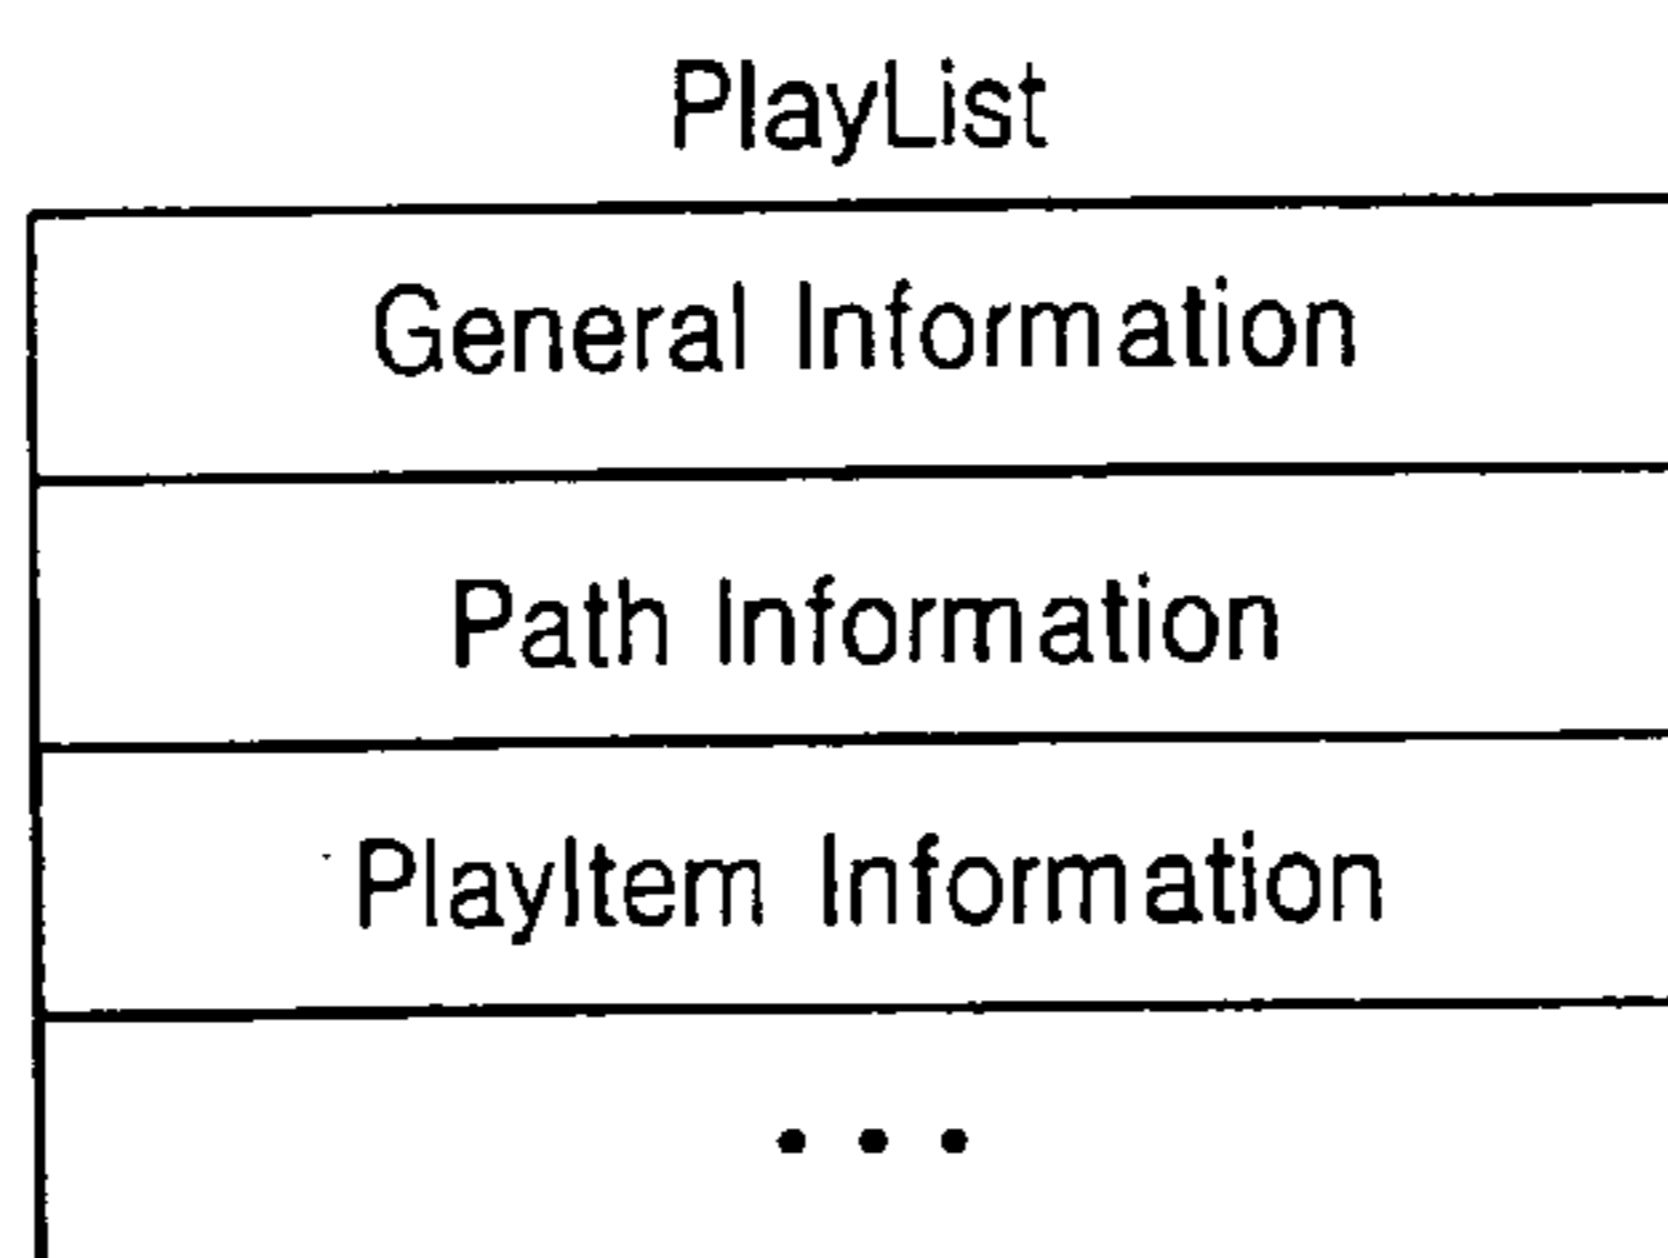 PlayList
General Information
Path Information
PlayItem Information
• • •